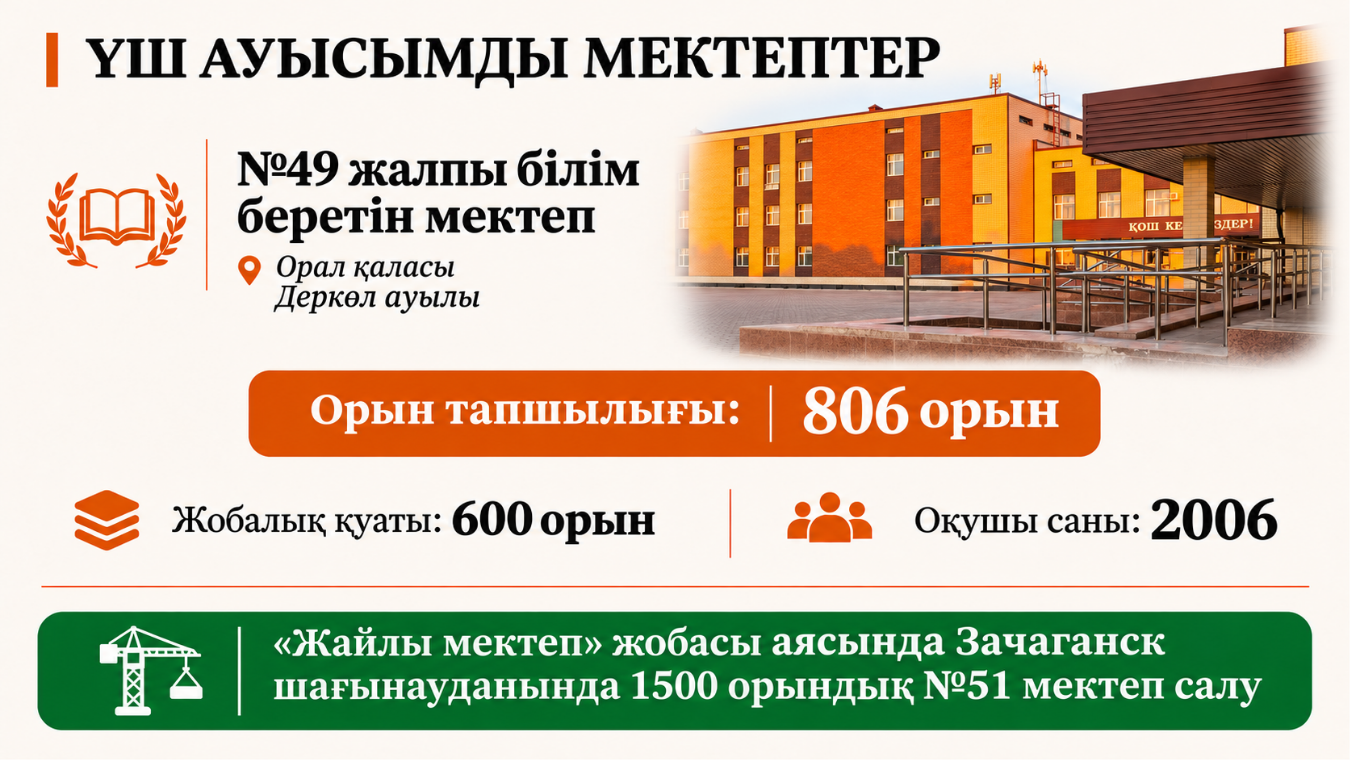 ҮШ АУЫСЫМДЫ МЕКТЕПТЕР
№49 жалпы білім
беретін мектеп
Орал қаласы
Деркөл ауылы
ҚОШ
Орын тапшылығы: 806 орын
Жобалық қуаты: 600 орын
Оқушы саны: 2006
«Жайлы мектеп» жобасы аясында Зачаганск
шағынауданында 1500 орындық №51 мектеп салу